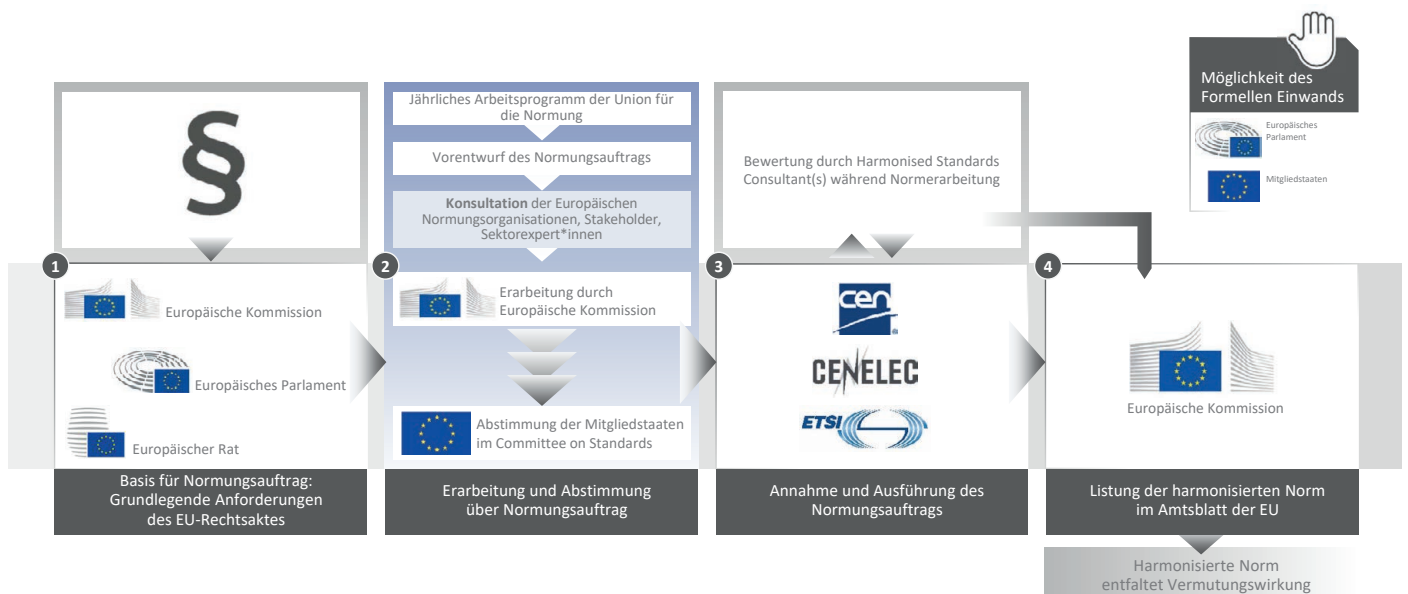 §
Jährliches Arbeitsprogramm der Union für
die Normung
Vorentwurf des Normungsauftrags
Konsultation der Europäischen
Normungsorganisationen, Stakeholder,
Sektorexpert*innen
Bewertung durch Harmonised Standards
Consultant(s) während Normerarbeitung
Möglichkeit des
Formellen Einwands
Europäisches
Parlament
Mitgliedstaaten
1
Europäische Kommission
Europäisches Parlament
Europäischer Rat
Basis für Normungsauftrag:
Grundlegende Anforderungen
des EU-Rechtsaktes
2
Erarbeitung durch
Europäische Kommission
Abstimmung der Mitgliedstaaten
im Committee on Standards
Erarbeitung und Abstimmung
über Normungsauftrag
3
cen
CENELEC
ETSI
Annahme und Ausführung des
Normungsauftrags
4
Europäische Kommission
Listung der harmonisierten Norm
im Amtsblatt der EU
Harmonisierte Norm
entfaltet Vermutungswirkung